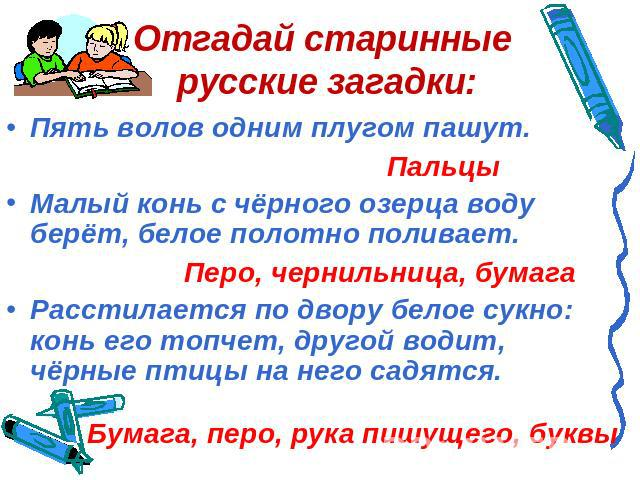 Отгадай старинные
русские загадки:
• Пять волов одним плугом пашут.
Пальцы
• Малый конь с чёрного озерца воду
берёт, белое полотно поливает.
Перо, чернильница, бумага
• Расстилается по двору белое сукно:
конь его топчет, другой водит,
чёрные птицы на него садятся.
Бумага, перо, рука пишущего, буквы